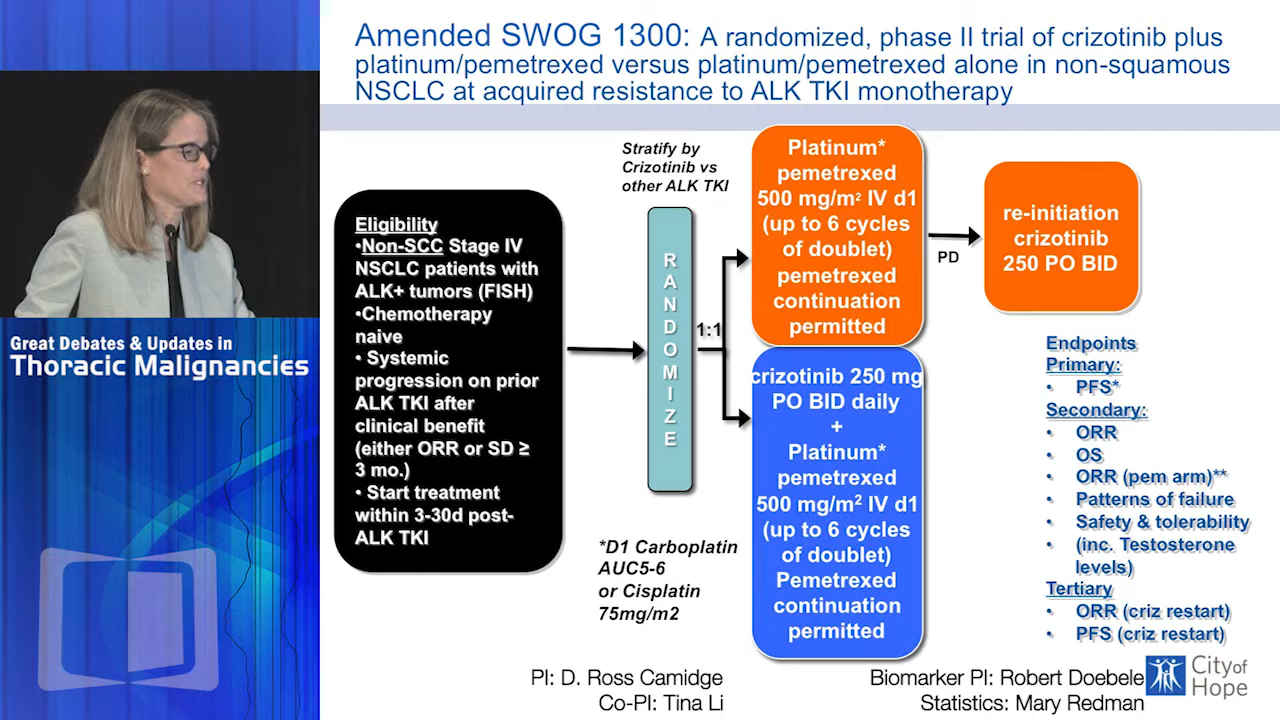 Amended SWOG 1300: A randomized, phase II trial of crizotinib plus
platinum/pemetrexed versus platinum/pemetrexed alone in non-squamous
NSCLC at acquired resistance to ALK TKI monotherapy
Great Debates & Updates in
Thoracic Malignancies
Eligibility
•Non-SCC Stage IV
NSCLC patients with
ALK+ tumors (FISH)
•Chemotherapy
naive
• Systemic
progression on prior
ALK TKI after
clinical benefit
(either ORR or SD ≥
3 mo.)
• Start treatment
within 3-30d post-
ALK TKI
Stratify by
Crizotinib vs
other ALK TKI
RANDOMIZE
1:1
*D1 Carboplatin
AUC5-6
or Cisplatin
75mg/m2
Platinum*
pemetrexed
500 mg/m² IV d1
(up to 6 cycles
of doublet)
pemetrexed
continuation
permitted
crizotinib 250 mg
PO BID daily
+
Platinum*
pemetrexed
500 mg/m² IV d1
(up to 6 cycles
of doublet)
Pemetrexed
continuation
permitted
PD
re-initiation
crizotinib
250 PO BID
Endpoints
Primary:
• PFS*
Secondary:
• ORR
• OS
• ORR (pem arm)**
• Patterns of failure
• Safety & tolerability
• (inc. Testosterone
levels)
Tertiary
• ORR (criz restart)
• PFS (criz restart)
PI: D. Ross Camidge
Co-PI: Tina Li
Biomarker PI: Robert Doebele
Statistics: Mary Redman
City of
Hope